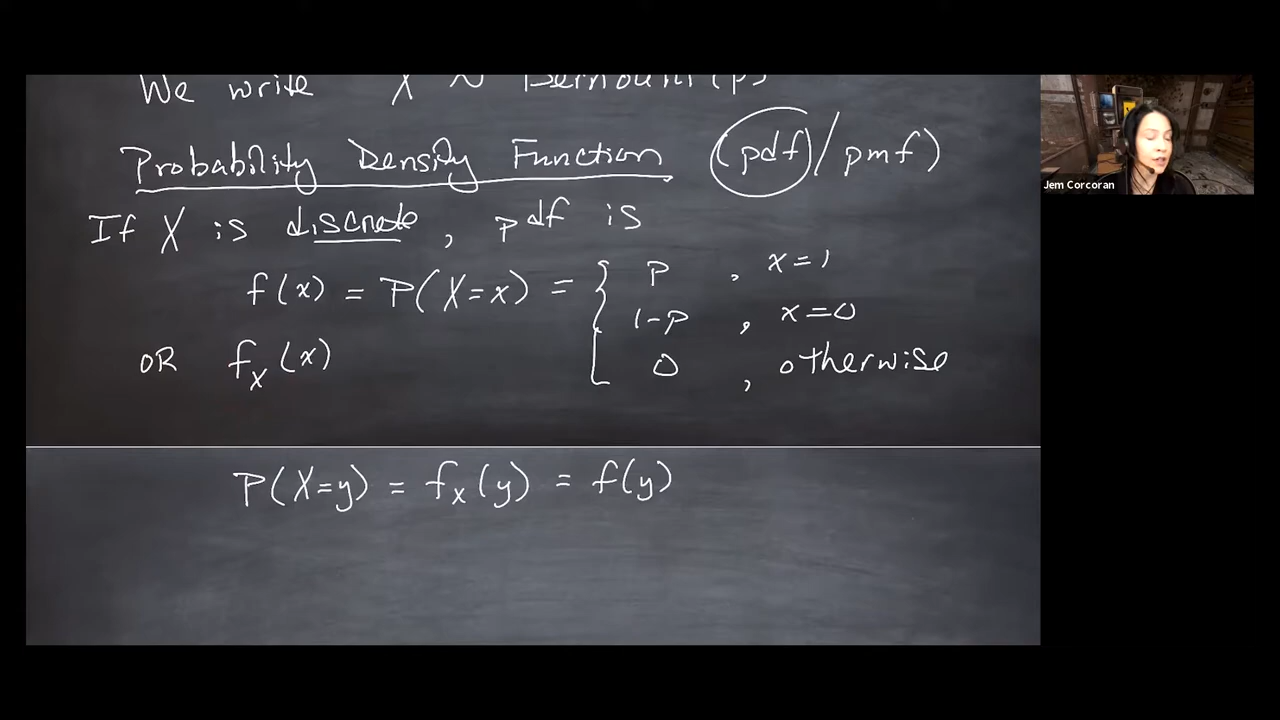 We write X ~ Bernoulli(p)
Probability Density Function (pdf/pmf)
If X is discrete, pdf is
f(x) = P(X=x) = { p , x=1
1-p , x=0
0 , otherwise
OR f_X(x)
P(X=y) = f_X(y) = f(y)
Jem Corcoran